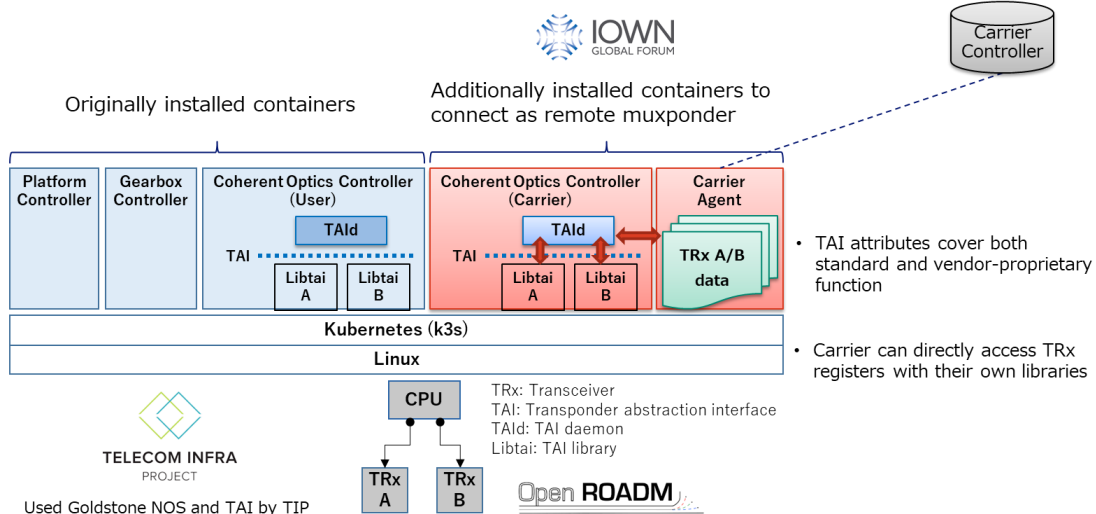 IOWN
GLOBAL FORUM
Carrier
Controller
Originally installed containers
Additionally installed containers to
connect as remote muxponder
Platform
Controller
Gearbox
Controller
Coherent Optics Controller
(User)
TAId
TAI
Libtai
A
Libtai
B
Coherent Optics Controller
(Carrier)
TAId
TAI
Libtai
A
Libtai
B
Carrier
Agent
TRx A/B
data
• TAI attributes cover both
standard and vendor-proprietary
function
Kubernetes (k3s)
Linux
• Carrier can directly access TRx
registers with their own libraries
CPU
TRx
A
TRx
B
TRx: Transceiver
TAI: Transponder abstraction interface
TAId: TAI daemon
Libtai: TAI library
TELECOM INFRA
PROJECT
Used Goldstone NOS and TAI by TIP
Open ROADM